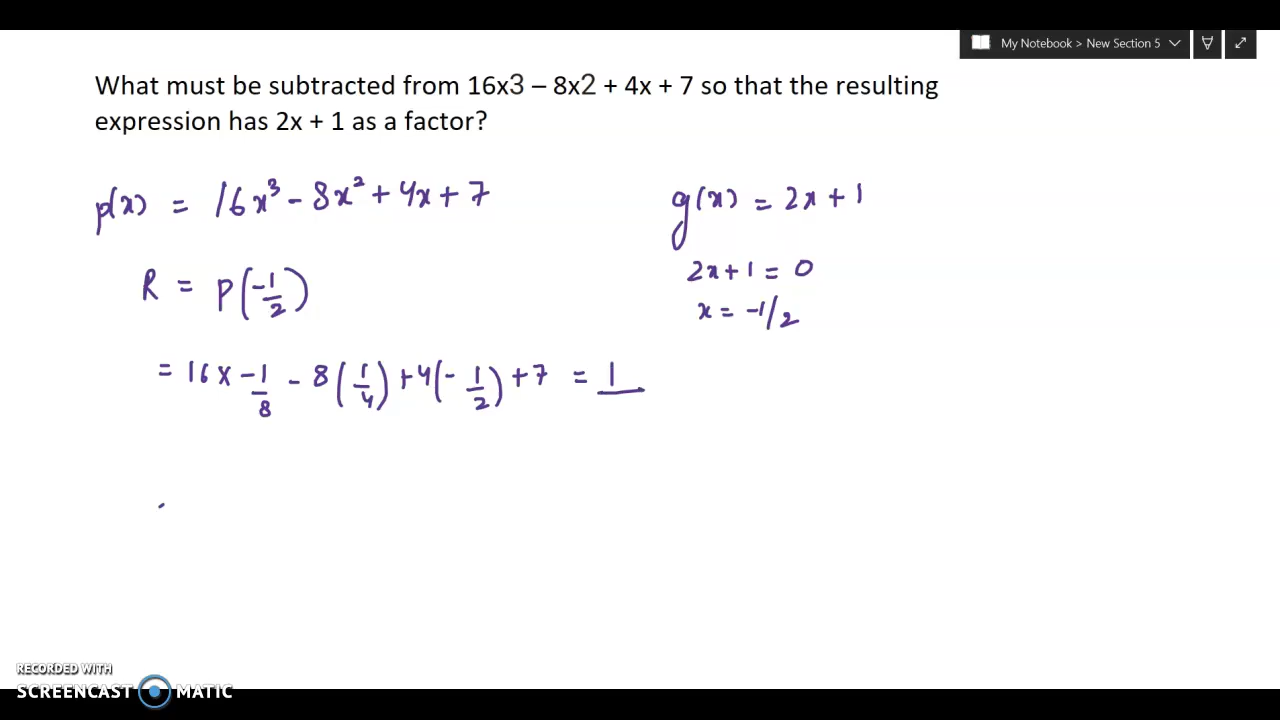 My Notebook > New Section 5
What must be subtracted from 16x3 – 8x2 + 4x + 7 so that the resulting
expression has 2x + 1 as a factor?
p(x) = 16x³ - 8x² + 4x + 7
g(x) = 2x + 1
2x + 1 = 0
x = -1/2
R = P(-1/2)
= 16 x -1/8 - 8(1/4) + 4(-1/2) + 7 = 1
RECORDED WITH
SCREENCAST MATIC